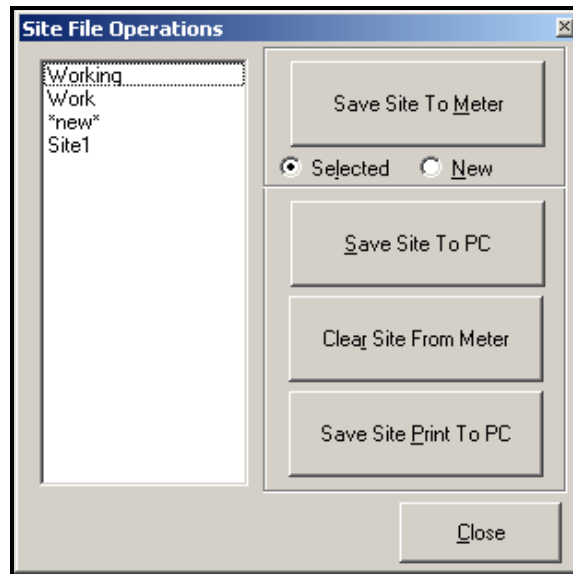 Site File Operations
Working
Work
*new*
Site1
Save Site To Meter
Selected
New
Save Site To PC
Clear Site From Meter
Save Site Print To PC
Close